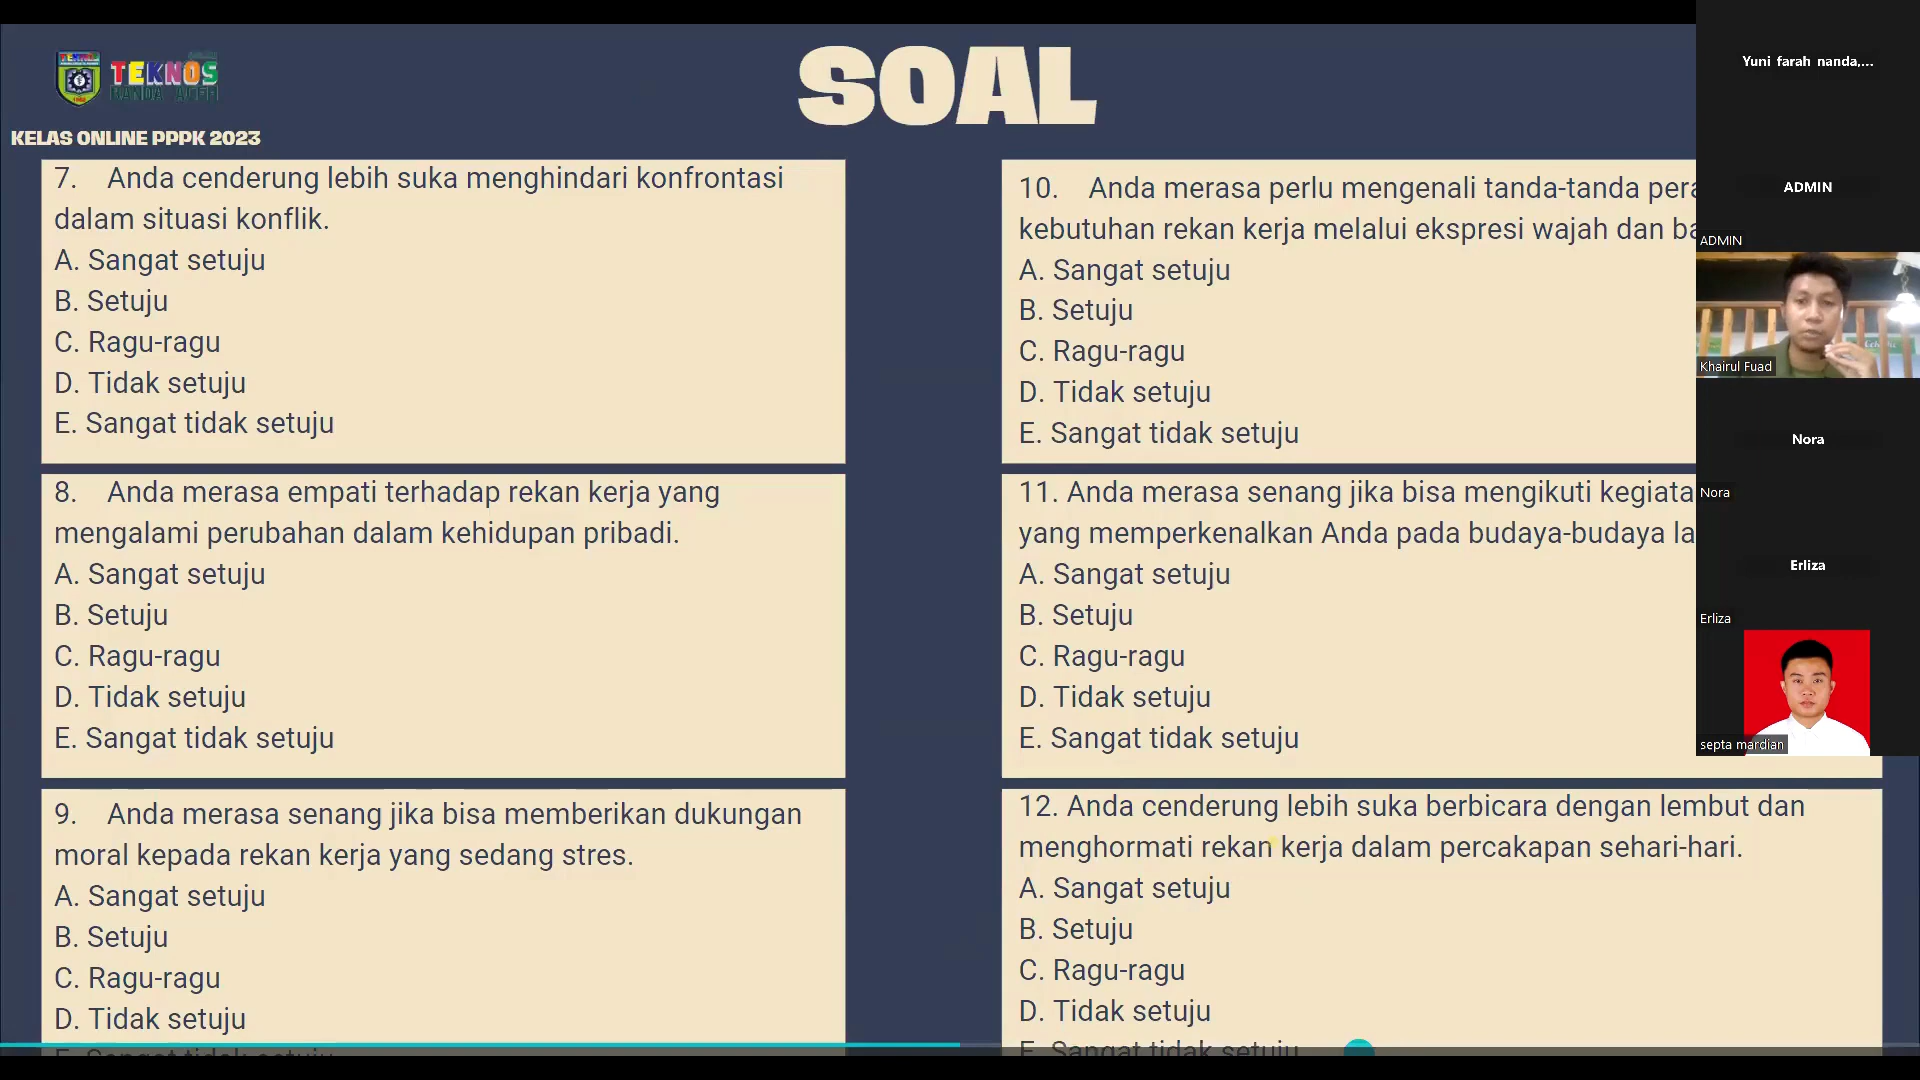 TEKNOS
BANDA ACEH
SOAL
KELAS ONLINE PPPK 2023
7. Anda cenderung lebih suka menghindari konfrontasi
dalam situasi konflik.
A. Sangat setuju
B. Setuju
C. Ragu-ragu
D. Tidak setuju
E. Sangat tidak setuju
8. Anda merasa empati terhadap rekan kerja yang
mengalami perubahan dalam kehidupan pribadi.
A. Sangat setuju
B. Setuju
C. Ragu-ragu
D. Tidak setuju
E. Sangat tidak setuju
9. Anda merasa senang jika bisa memberikan dukungan
moral kepada rekan kerja yang sedang stres.
A. Sangat setuju
B. Setuju
C. Ragu-ragu
D. Tidak setuju
E. Sangat tidak setuju
10. Anda merasa perlu mengenali tanda-tanda
kebutuhan rekan kerja melalui ekspresi wajah dan
A. Sangat setuju
B. Setuju
C. Ragu-ragu
D. Tidak setuju
E. Sangat tidak setuju
11. Anda merasa senang jika bisa mengikuti
yang memperkenalkan Anda pada budaya-budaya
A. Sangat setuju
B. Setuju
C. Ragu-ragu
D. Tidak setuju
E. Sangat tidak setuju
12. Anda cenderung lebih suka berbicara dengan lembut dan
menghormati rekan kerja dalam percakapan sehari-hari.
A. Sangat setuju
B. Setuju
C. Ragu-ragu
D. Tidak setuju
E. Sangat tidak setuju
Yuni farah nanda,...
ADMIN
ADMIN
Khairul Fuad
Nora
Nora
Erliza
Erliza
septa mardian